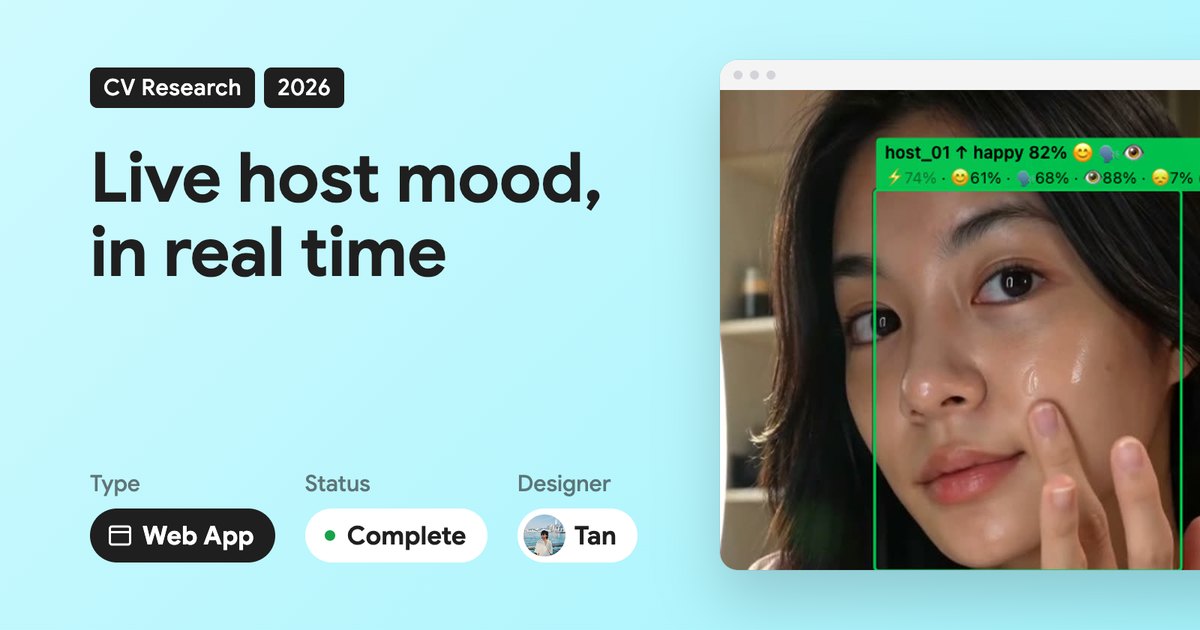 CV Research
2026
Live host mood,
in real time
Type
Web App
Status
Complete
Designer
Tan
host_01 ↑ happy 82% 😊 🗣️ 👁️
⚡74% · 😊61% · 🗣️68% · 👁️88% · 😞7%